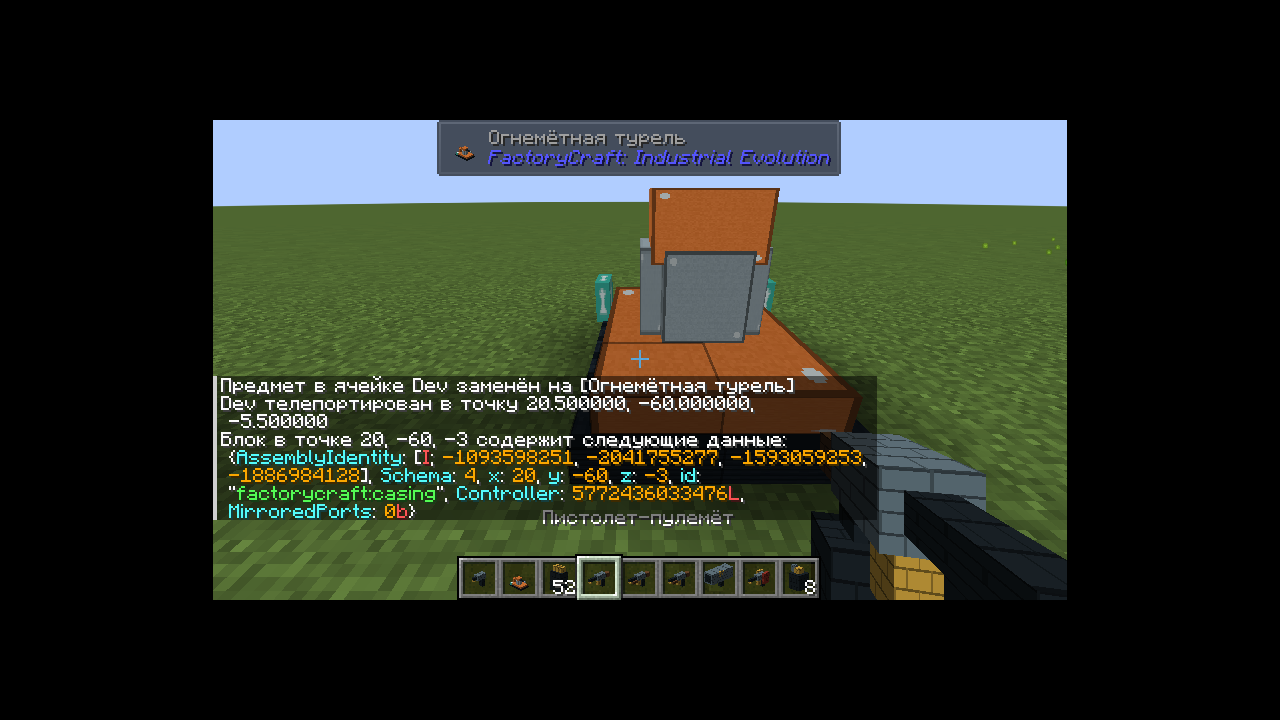 Огнемётная турель
FactoryCraft: Industrial Evolution
Предмет в ячейке Dev заменён на [Огнемётная турель]
Dev телепортирован в точку 20.500000, -60.000000,
-5.500000
Блок в точке 20, -60, -3 содержит следующие данные:
{AssemblyIdentity: [I; -1093598251, -2041755277, -1593059253,
-1886984128], Schema: 4, x: 20, y: -60, z: -3, id:
"factorycraft:casing", Controller: 5772436033476L,
MirroredPorts: 0b}
Пистолет-пулемёт
52
8